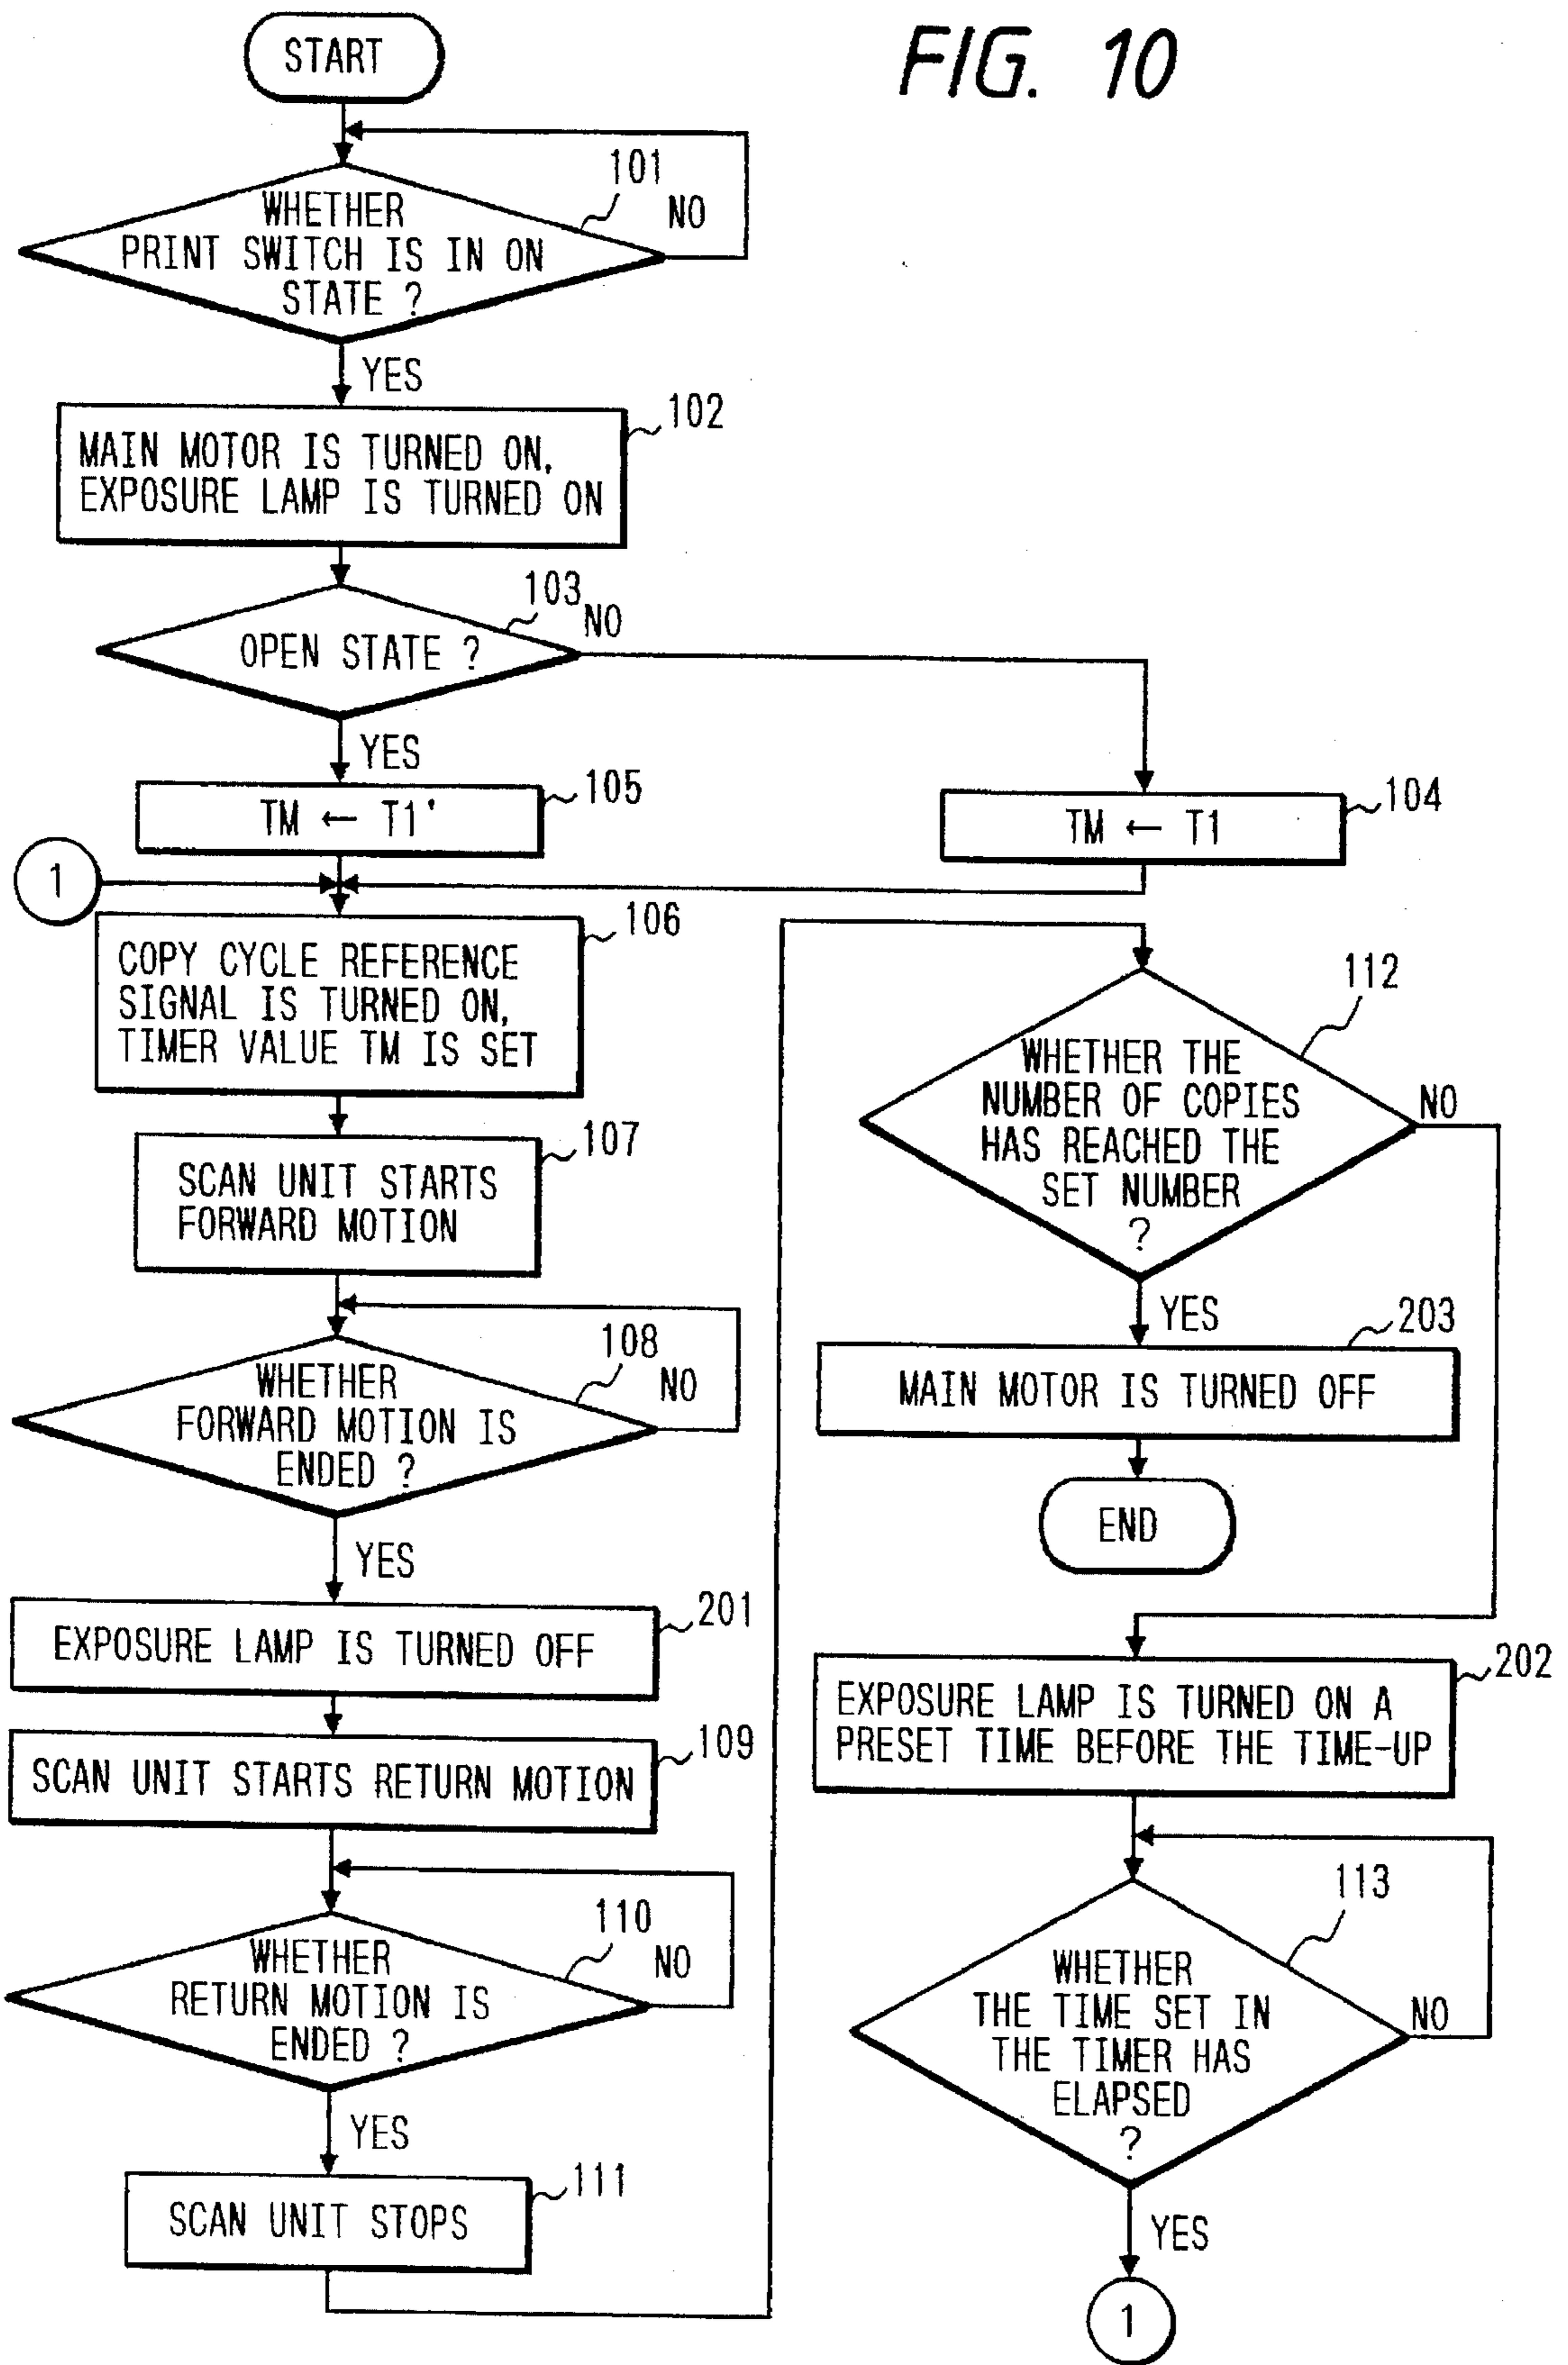 FIG. 10
START
101
WHETHER
PRINT SWITCH IS IN ON
STATE ?
NO
YES
102
MAIN MOTOR IS TURNED ON,
EXPOSURE LAMP IS TURNED ON
103
OPEN STATE ?
NO
YES
105
TM ← T1'
104
TM ← T1
1
106
COPY CYCLE REFERENCE
SIGNAL IS TURNED ON,
TIMER VALUE TM IS SET
107
SCAN UNIT STARTS
FORWARD MOTION
108
WHETHER
FORWARD MOTION IS
ENDED ?
NO
YES
201
EXPOSURE LAMP IS TURNED OFF
109
SCAN UNIT STARTS RETURN MOTION
110
WHETHER
RETURN MOTION IS
ENDED ?
NO
YES
111
SCAN UNIT STOPS
112
WHETHER THE
NUMBER OF COPIES
HAS REACHED THE
SET NUMBER
?
NO
YES
203
MAIN MOTOR IS TURNED OFF
END
202
EXPOSURE LAMP IS TURNED ON A
PRESET TIME BEFORE THE TIME-UP
113
WHETHER
THE TIME SET IN
THE TIMER HAS
ELAPSED
?
NO
YES
1